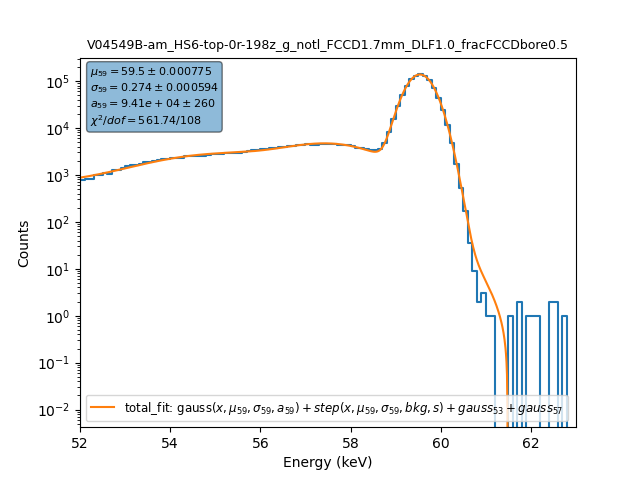 V04549B-am_HS6-top-0r-198z_g_notl_FCCD1.7mm_DLF1.0_fracFCCDbore0.5
μ₅₉ = 59.5 ± 0.000775
σ₅₉ = 0.274 ± 0.000594
a₅₉ = 9.41e + 04 ± 260
χ²/dof = 561.74/108
Counts
10⁵
10⁴
10³
10²
10¹
10⁰
10⁻¹
10⁻²
total_fit: gauss(x, μ₅₉, σ₅₉, a₅₉) + step(x, μ₅₉, σ₅₉, bkg, s) + gauss₅₃ + gauss₅₇
52 54 56 58 60 62
Energy (keV)